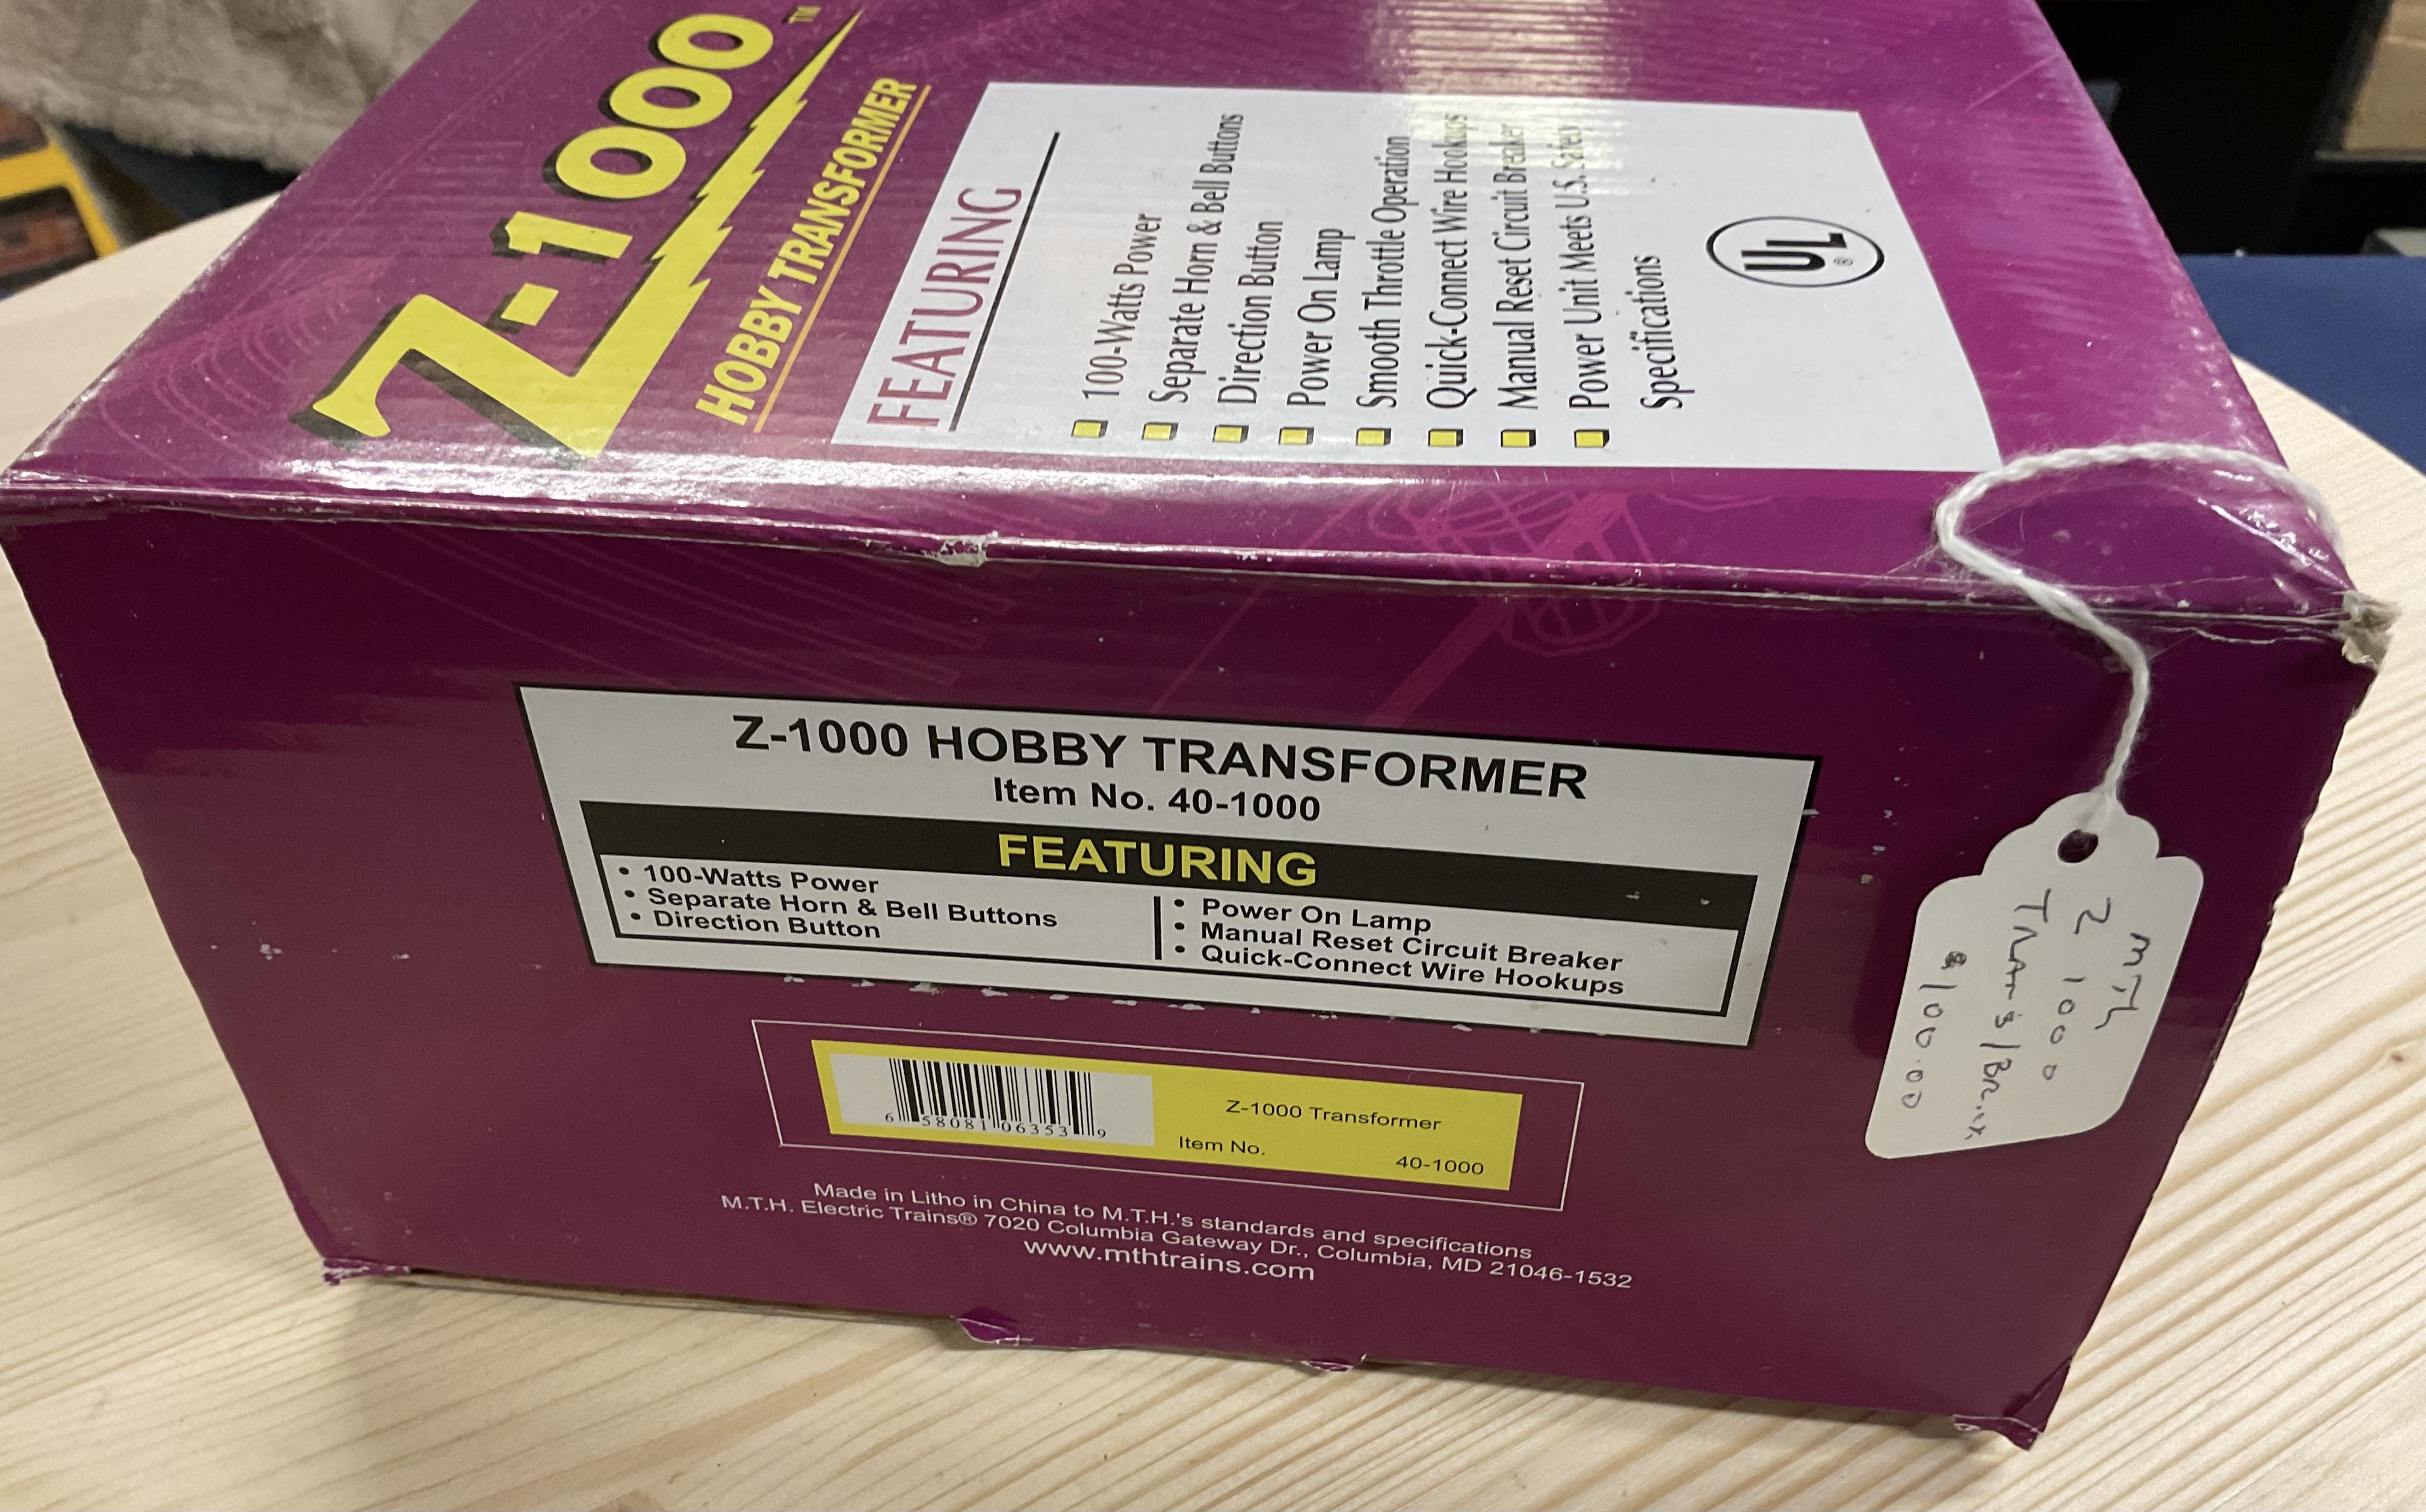 Z-1000™
HOBBY TRANSFORMER
FEATURING
100-Watts Power
Separate Horn & Bell Buttons
Direction Button
Power On Lamp
Smooth Throttle Operation
Quick-Connect Wire Hookups
Manual Reset Circuit Breaker
Power Unit Meets U.S. Safety
Specifications
UL®
Z-1000 HOBBY TRANSFORMER
Item No. 40-1000
FEATURING
• 100-Watts Power
• Separate Horn & Bell Buttons
• Direction Button
• Power On Lamp
• Manual Reset Circuit Breaker
• Quick-Connect Wire Hookups
6 58081 06353 9
Z-1000 Transformer
Item No. 40-1000
Made in Litho in China to M.T.H.'s standards and specifications
M.T.H. Electric Trains® 7020 Columbia Gateway Dr., Columbia, MD 21046-1532
www.mthtrains.com
MTH
Z 1000
$100.00